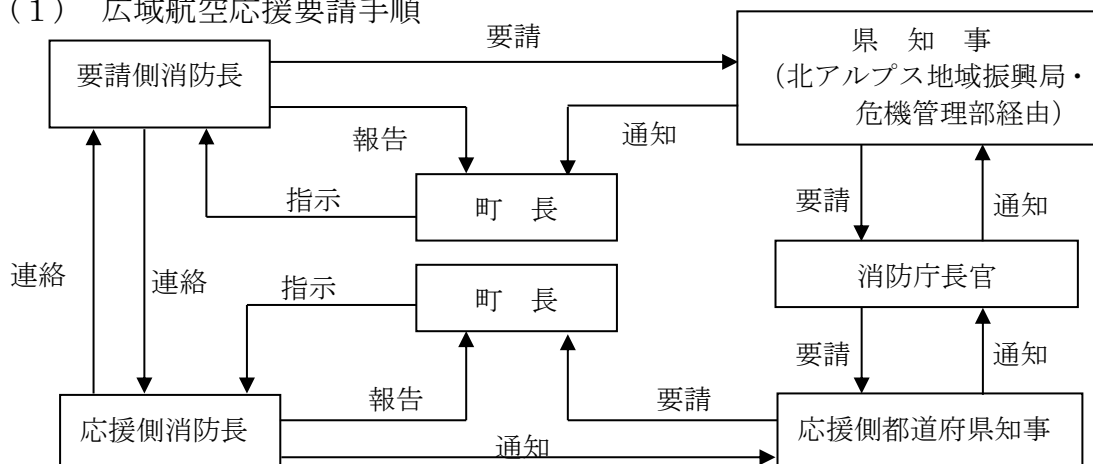 （１）　広域航空応援要請手順
要請
県　知　事
（北アルプス地域振興局・
危機管理部経由）
要請側消防長
報告
通知
指示
町　長
要請
通知
消防庁長官
連絡
連絡
指示
町　長
要請
通知
報告
要請
応援側消防長
通知
応援側都道府県知事